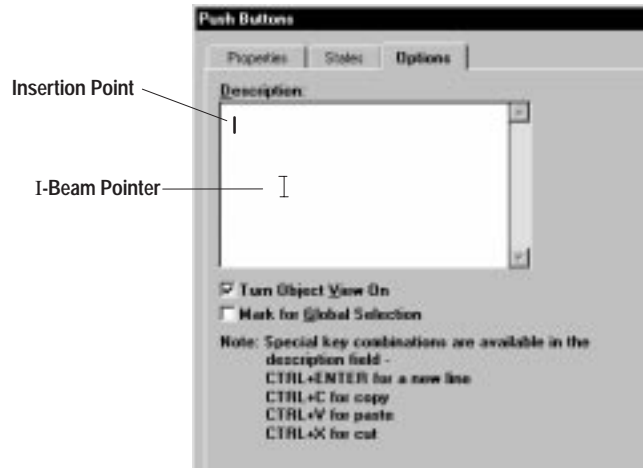 Push Buttons
Properties States Options
Insertion Point
Description:
I-Beam Pointer
Turn Object View On
Mark for Global Selection
Note: Special key combinations are available in the
description field -
CTRL+ENTER for a new line
CTRL+C for copy
CTRL+V for paste
CTRL+X for cut